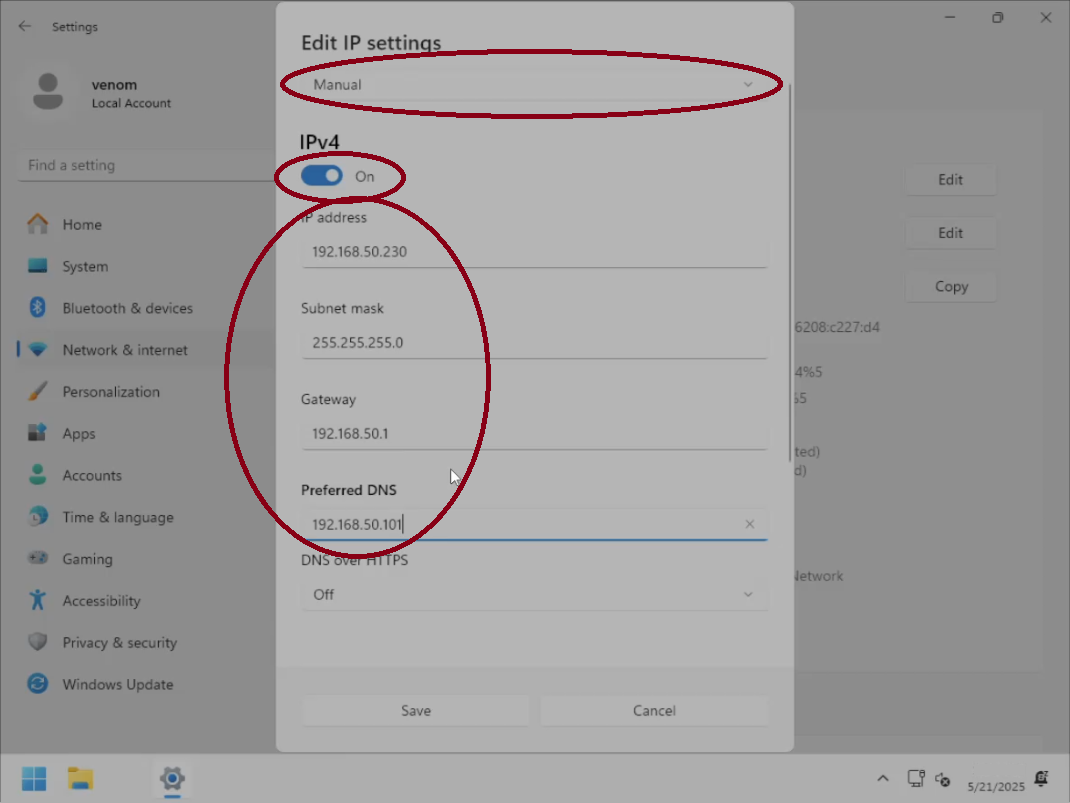 Settings
venom
Local Account
Find a setting
Home
System
Bluetooth & devices
Network & internet
Personalization
Apps
Accounts
Time & language
Gaming
Accessibility
Privacy & security
Windows Update
Edit IP settings
Manual
IPv4
On
IP address
192.168.50.230
Subnet mask
255.255.255.0
Gateway
192.168.50.1
Preferred DNS
192.168.50.101
DNS over HTTPS
Off
Save
Cancel
Edit
Edit
Copy
6208:c227:d4
4%5
%5
ted)
d)
Network
5/21/2025